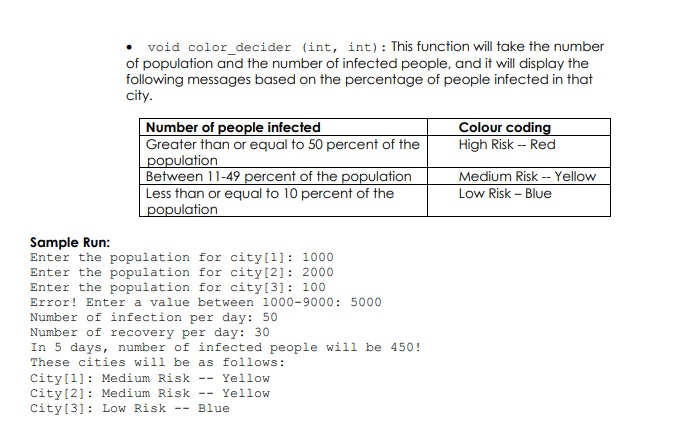 • void color_decider (int, int): This function will take the number
of population and the number of infected people, and it will display the
following messages based on the percentage of people infected in that
city.
Number of people infected Colour coding
Greater than or equal to 50 percent of the High Risk -- Red
population
Between 11-49 percent of the population Medium Risk -- Yellow
Less than or equal to 10 percent of the Low Risk – Blue
population
Sample Run:
Enter the population for city[1]: 1000
Enter the population for city[2]: 2000
Enter the population for city[3]: 100
Error! Enter a value between 1000-9000: 5000
Number of infection per day: 50
Number of recovery per day: 30
In 5 days, number of infected people will be 450!
These cities will be as follows:
City[1]: Medium Risk -- Yellow
City[2]: Medium Risk -- Yellow
City[3]: Low Risk -- Blue